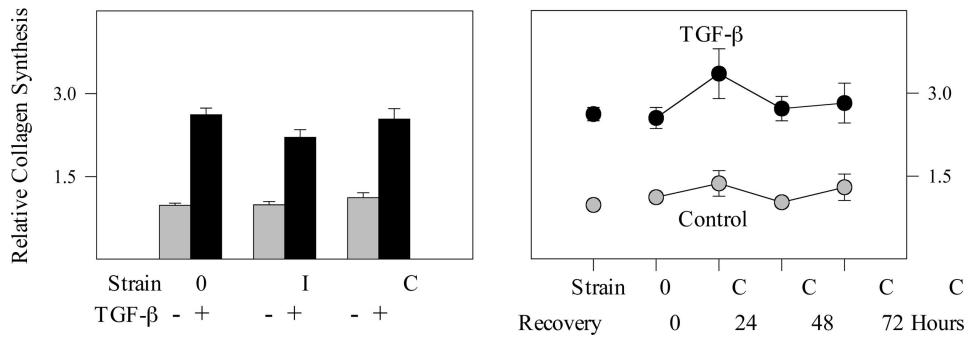 Relative Collagen Synthesis
3.0
1.5
Strain 0 I C
TGF-β - + - + - +
TGF-β
3.0
1.5
Control
Strain 0 C C C C
Recovery 0 24 48 72 Hours